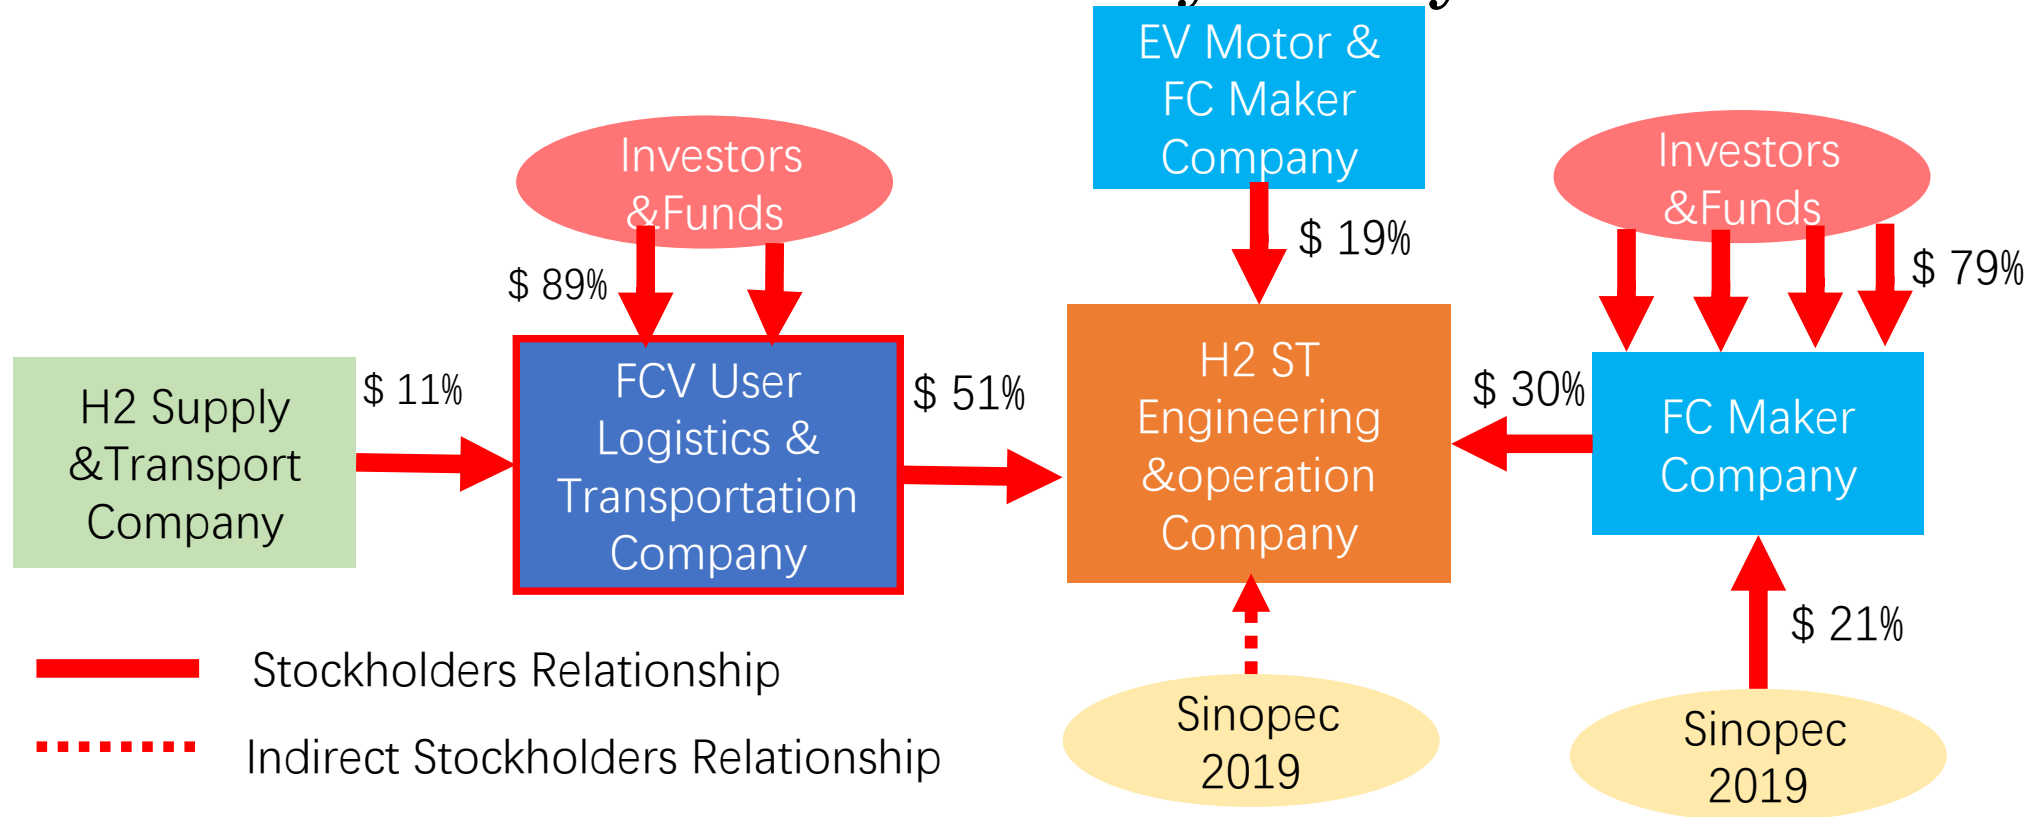 EV Motor &
FC Maker
Company
Investors
&Funds
Investors
&Funds
$ 19%
$ 79%
$ 89%
H2 Supply
&Transport
Company
$ 11%
FCV User
Logistics &
Transportation
Company
$ 51%
H2 ST
Engineering
&operation
Company
$ 30%
FC Maker
Company
$ 21%
Stockholders Relationship
Indirect Stockholders Relationship
Sinopec
2019
Sinopec
2019